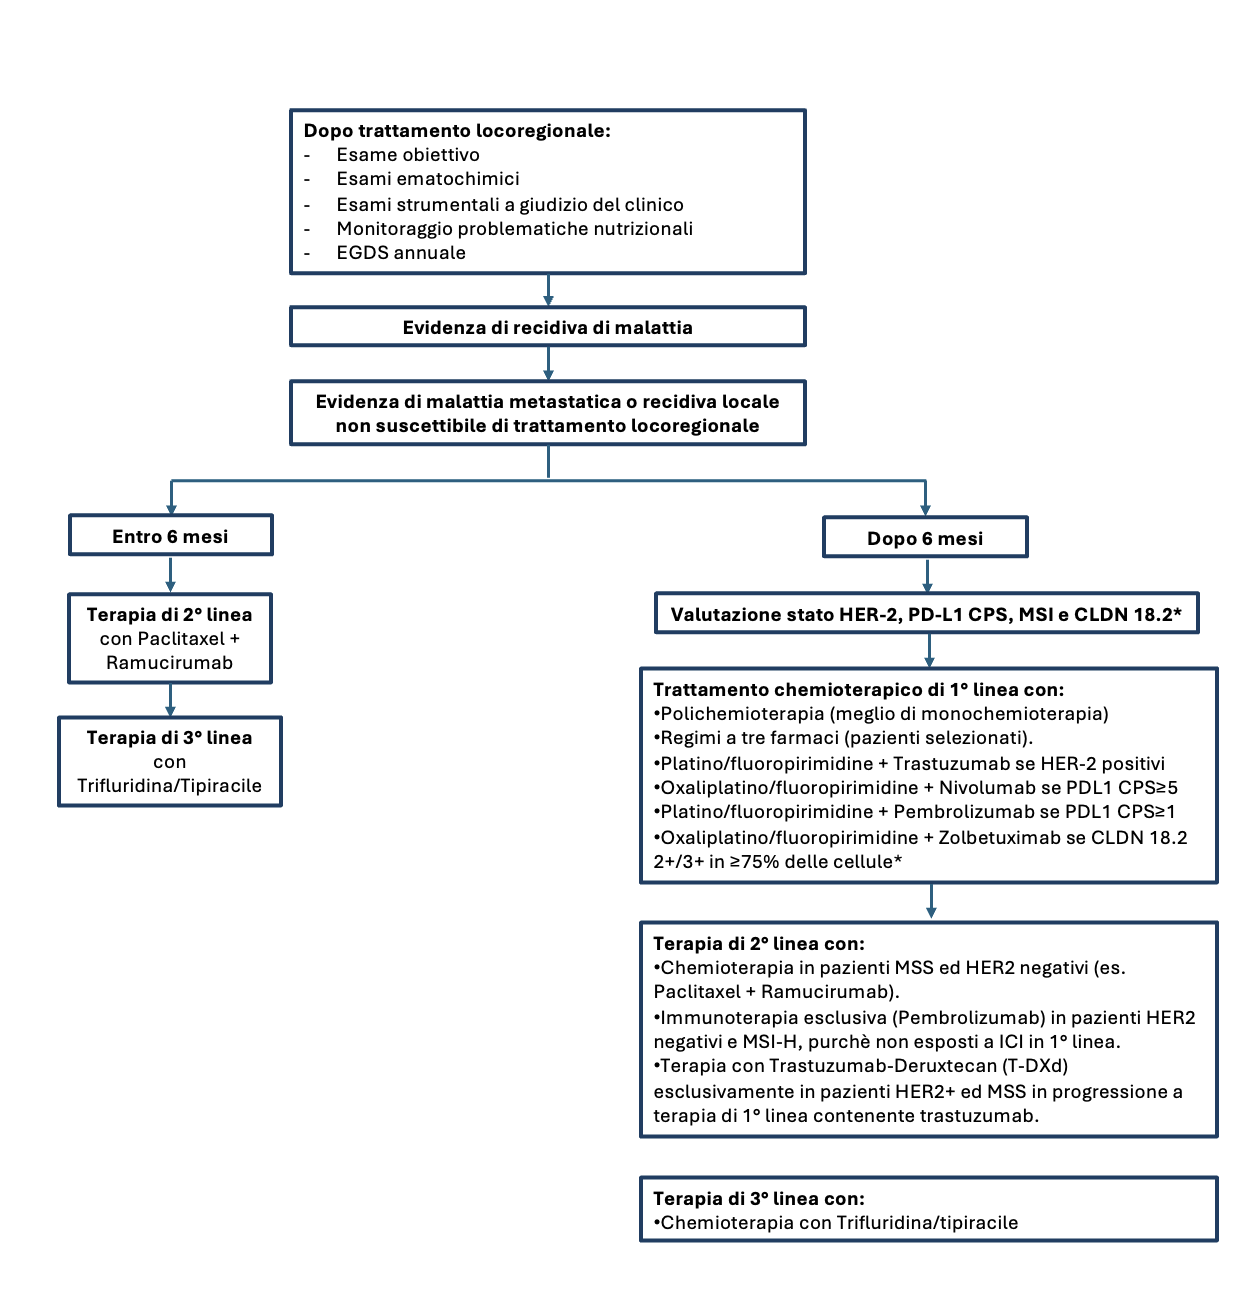 Dopo trattamento locoregionale:
- Esame obiettivo
- Esami ematochimici
- Esami strumentali a giudizio del clinico
- Monitoraggio problematiche nutrizionali
- EGDS annuale
Evidenza di recidiva di malattia
Evidenza di malattia metastatica o recidiva locale
non suscettibile di trattamento locoregionale
Entro 6 mesi
Terapia di 2° linea
con Paclitaxel +
Ramucirumab
Terapia di 3° linea
con
Trifluridina/Tipiracile
Dopo 6 mesi
Valutazione stato HER-2, PD-L1 CPS, MSI e CLDN 18.2*
Trattamento chemioterapico di 1° linea con:
•Polichemioterapia (meglio di monochemioterapia)
•Regimi a tre farmaci (pazienti selezionati).
•Platino/fluoropirimidine + Trastuzumab se HER-2 positivi
•Oxaliplatino/fluoropirimidine + Nivolumab se PDL1 CPS≥5
•Platino/fluoropirimidine + Pembrolizumab se PDL1 CPS≥1
•Oxaliplatino/fluoropirimidine + Zolbetuximab se CLDN 18.2
2+/3+ in ≥75% delle cellule*
Terapia di 2° linea con:
•Chemioterapia in pazienti MSS ed HER2 negativi (es.
Paclitaxel + Ramucirumab).
•Immunoterapia esclusiva (Pembrolizumab) in pazienti HER2
negativi e MSI-H, purchè non esposti a ICI in 1° linea.
•Terapia con Trastuzumab-Deruxtecan (T-DXd)
esclusivamente in pazienti HER2+ ed MSS in progressione a
terapia di 1° linea contenente trastuzumab.
Terapia di 3° linea con:
•Chemioterapia con Trifluridina/tipiracile